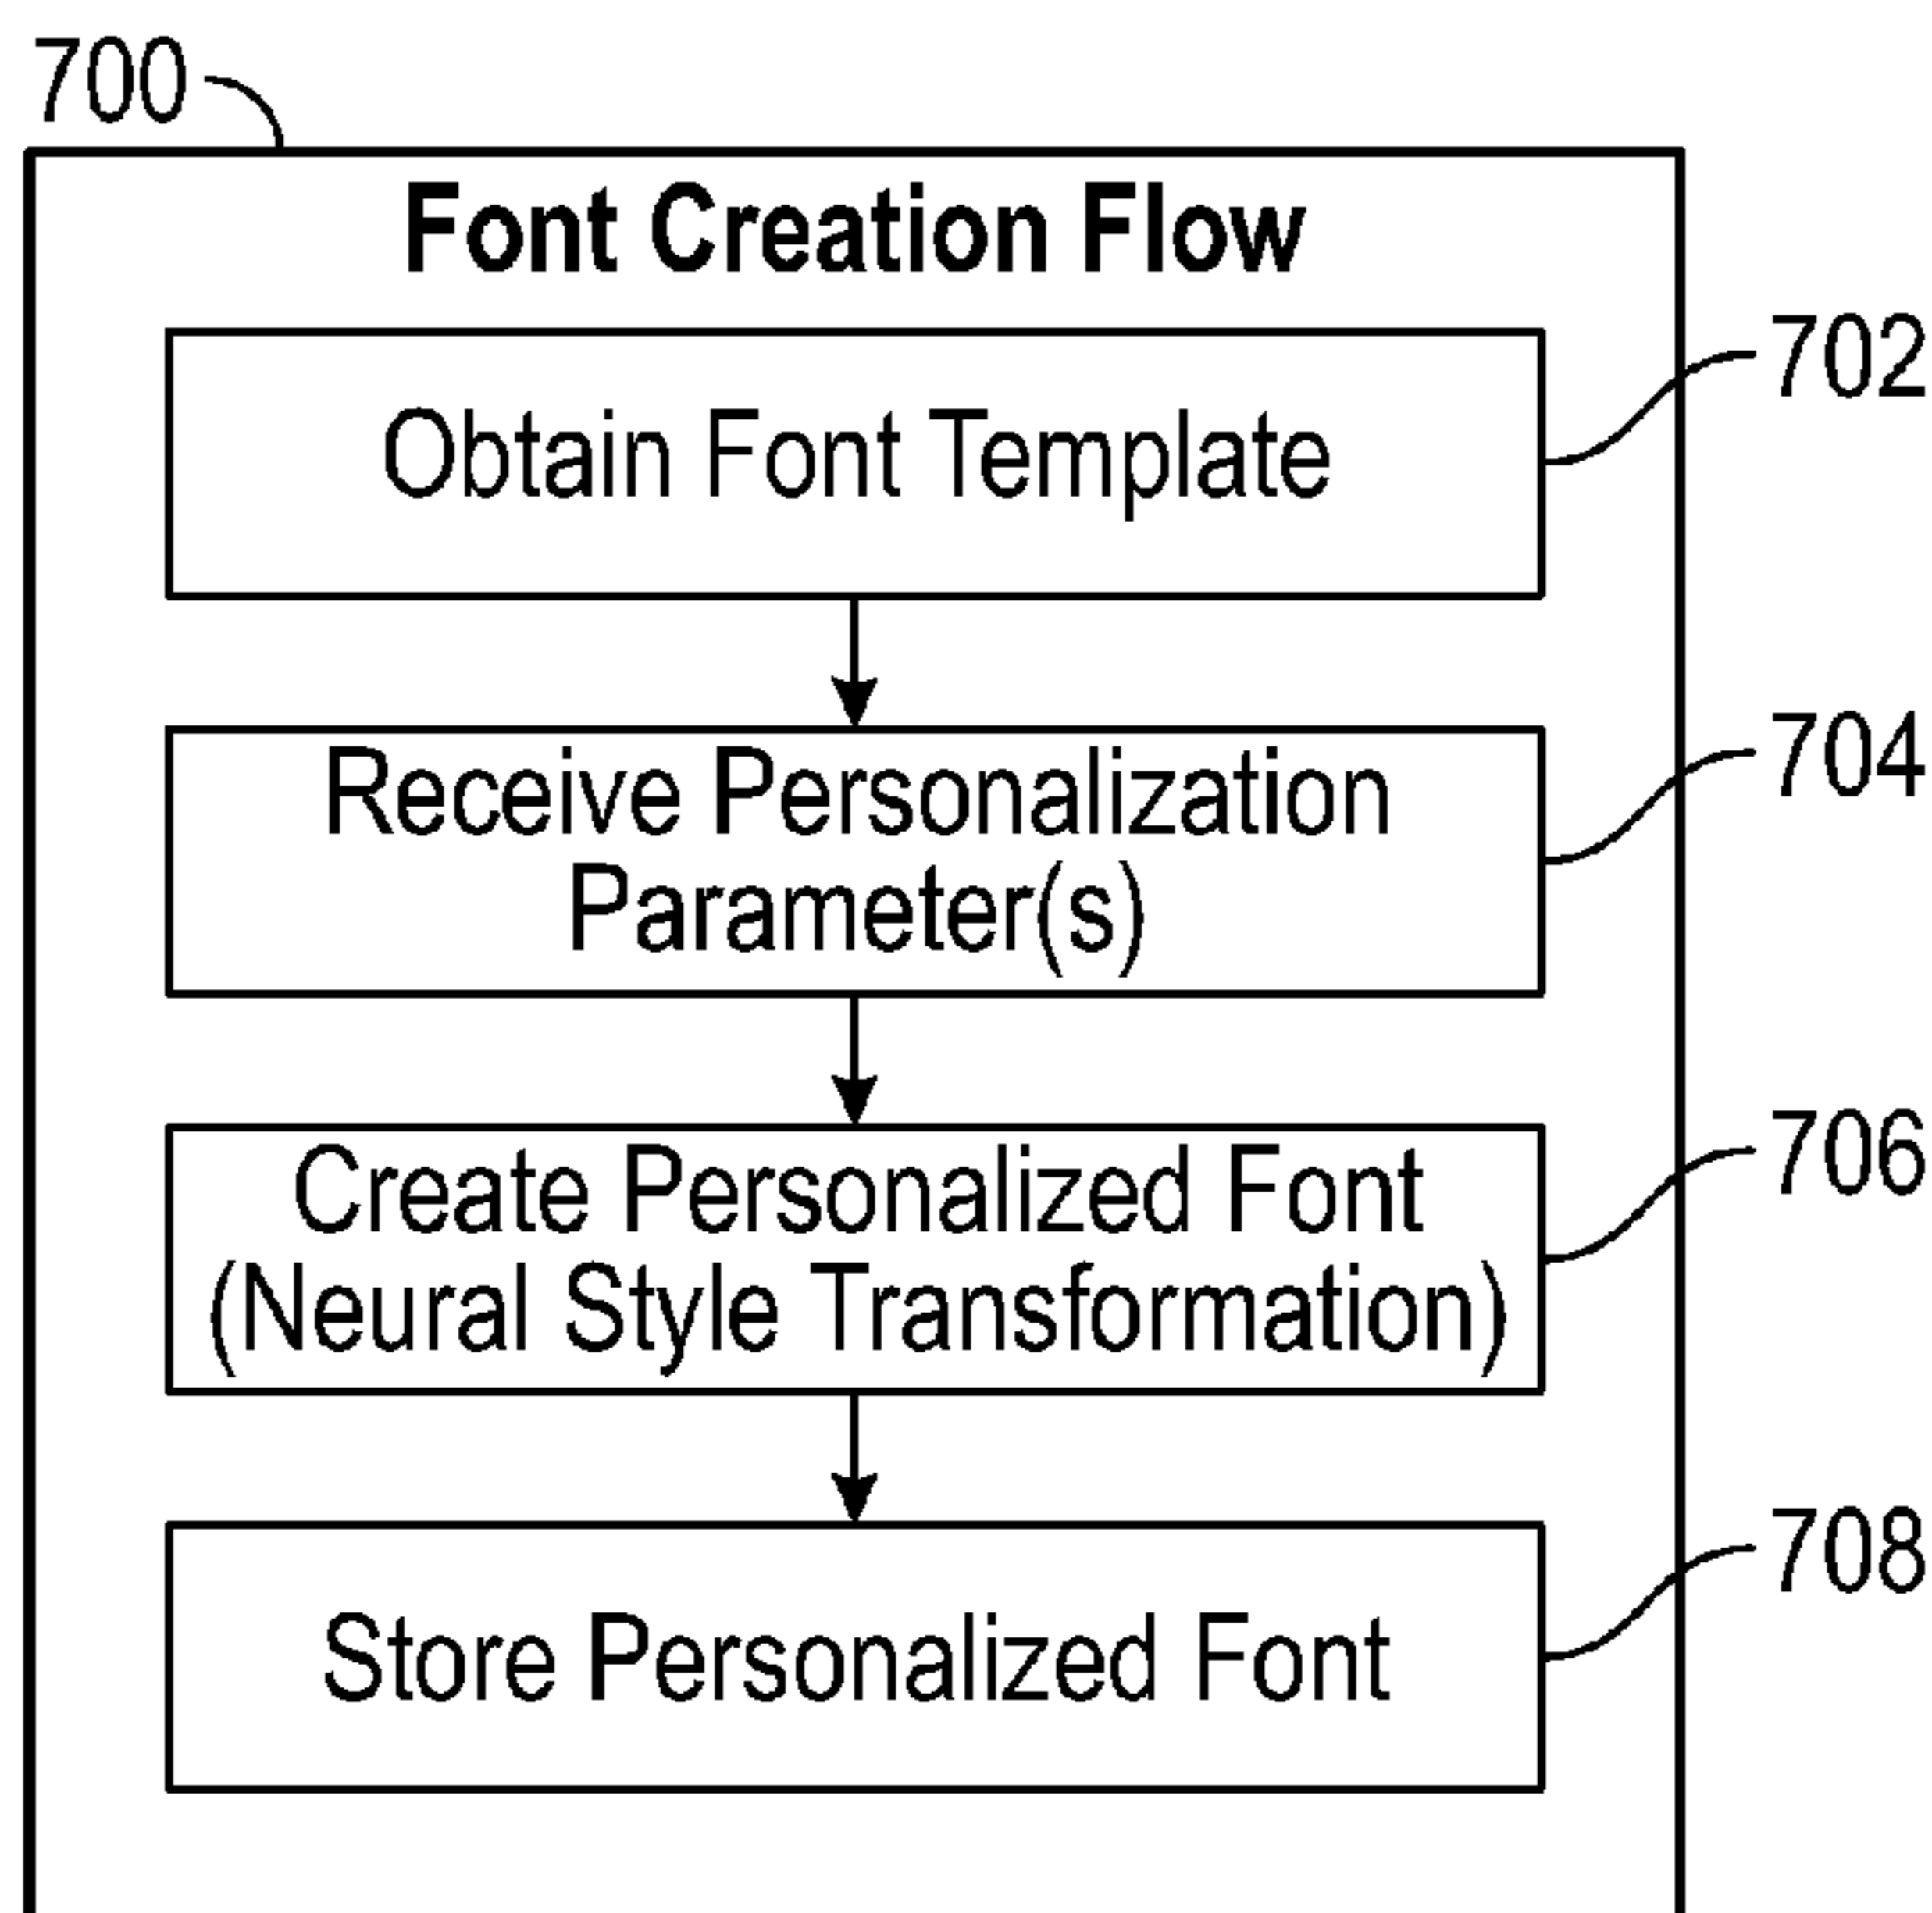 700
Font Creation Flow
702
Obtain Font Template
704
Receive Personalization
Parameter(s)
706
Create Personalized Font
(Neural Style Transformation)
708
Store Personalized Font